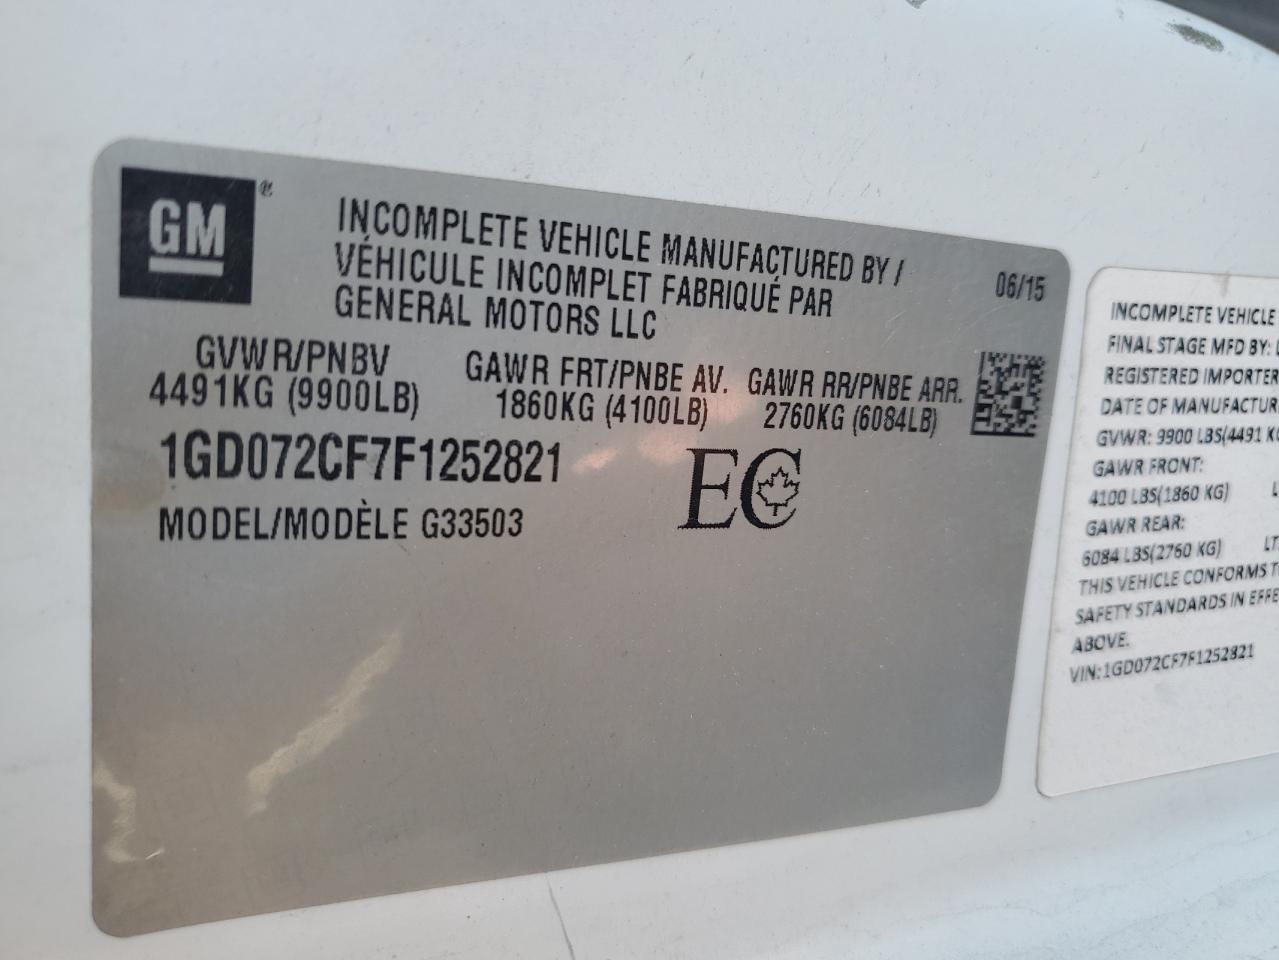 GM®
INCOMPLETE VEHICLE MANUFACTURED BY /
VÉHICULE INCOMPLET FABRIQUÉ PAR
GENERAL MOTORS LLC
06/15
GVWR/PNBV
4491KG (9900LB)
GAWR FRT/PNBE AV.
1860KG (4100LB)
GAWR RR/PNBE ARR.
2760KG (6084LB)
1GD072CF7F1252821
MODEL/MODÈLE G33503
EC
INCOMPLETE VEHICLE
FINAL STAGE MFD BY:
REGISTERED IMPORTER
DATE OF MANUFACTUR
GVWR: 9900 LBS(4491 K
GAWR FRONT:
4100 LBS(1860 KG)
GAWR REAR:
6084 LBS(2760 KG) LT
THIS VEHICLE CONFORMS T
SAFETY STANDARDS IN EFFE
ABOVE.
VIN:1GD072CF7F1252821